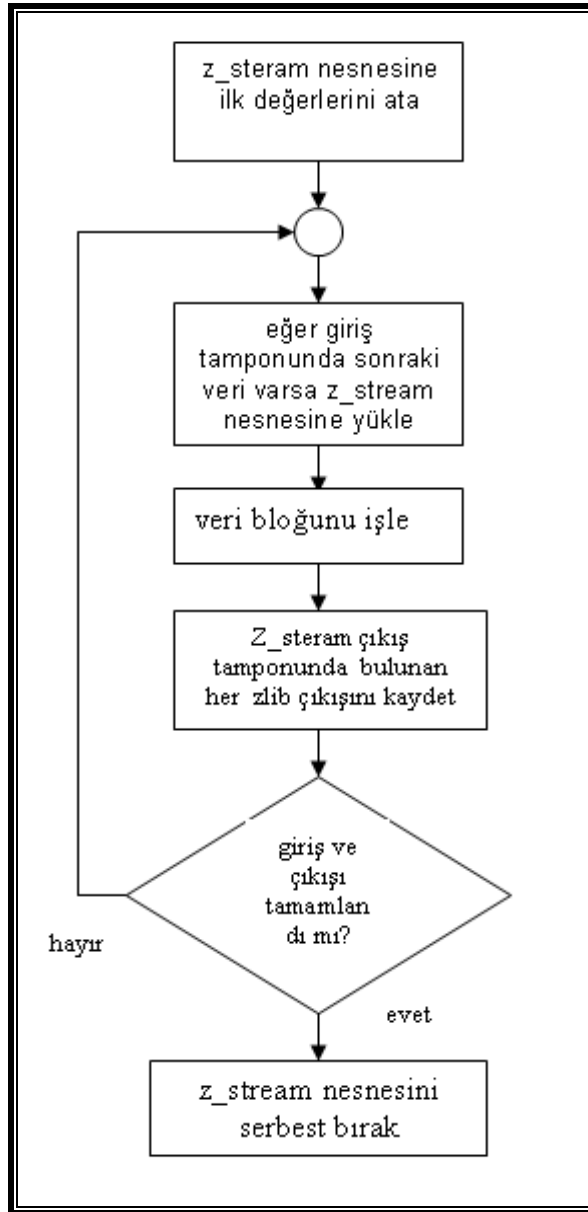 z_steram nesnesine
ilk değerlerini ata
eğer giriş
tamponunda sonraki
veri varsa z_stream
nesnesine yükle
veri bloğunu işle
Z_steram çıkış
tamponunda bulunan
her zlib çıkışını kaydet
giriş ve
çıkışı
tamamlan
dı mı?
hayır
evet
z_stream nesnesini
serbest bırak